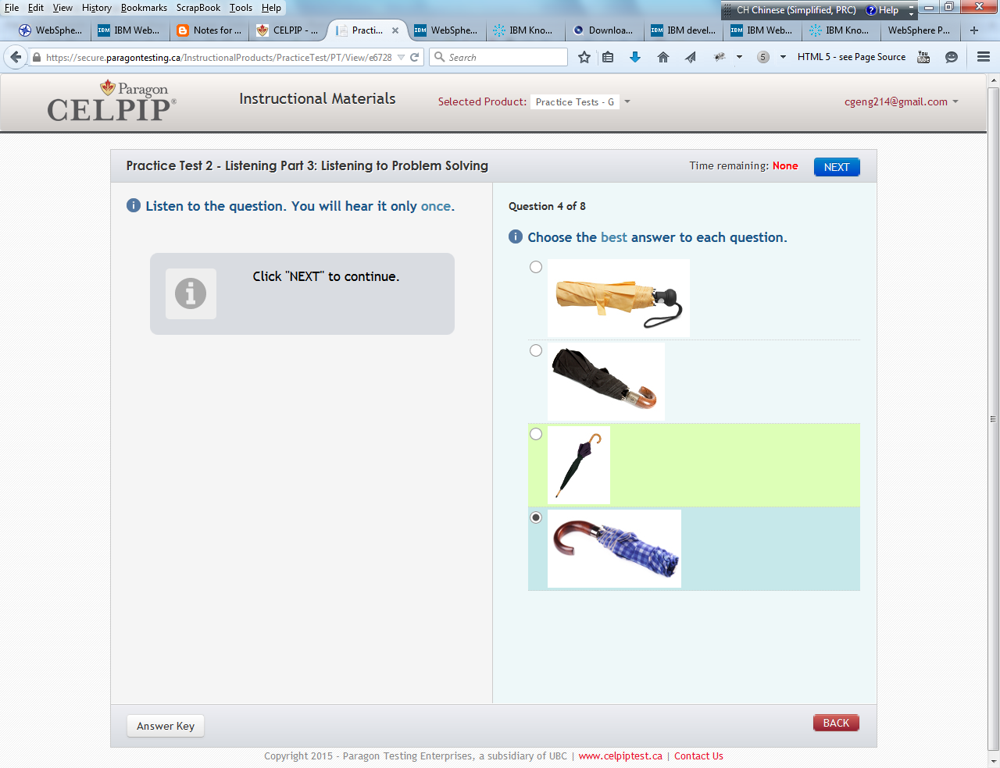 File Edit View History Bookmarks ScrapBook Tools Help
CH Chinese (Simplified, PRC) Help
WebSphe... IBM Web... Notes for ... CELPIP - ... Practi... WebSphe... IBM Kno... Downloa... IBM devel... IBM Web... IBM Kno... WebSphere P...
https://secure.paragontesting.ca/InstructionalProducts/PracticeTest/PT/View/e6728 Search 5 HTML 5 - see Page Source You Tube
Paragon
CELPIP®
Instructional Materials
Selected Product: Practice Tests - G
cgeng214@gmail.com
Practice Test 2 - Listening Part 3: Listening to Problem Solving
Time remaining: None
NEXT
Listen to the question. You will hear it only once.
Click "NEXT" to continue.
Question 4 of 8
Choose the best answer to each question.
Answer Key
BACK
Copyright 2015 - Paragon Testing Enterprises, a subsidiary of UBC | www.celpiptest.ca | Contact Us